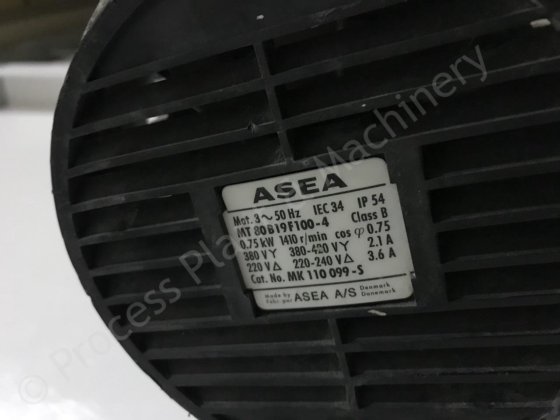 ASEA
Mot. 3~50 Hz IEC 34 IP 54
MT 80B19F100-4 Class B
0.75 kW 1410 r/min cos φ 0.75
380 VY 380-420 VY 2.1 A
220 V∆ 220-240 V∆ 3.6 A
Cat. No. MK 110 099-S
Made by ASEA A/S Denmark
Fabr. par Danemark
© Process Plant & Machinery